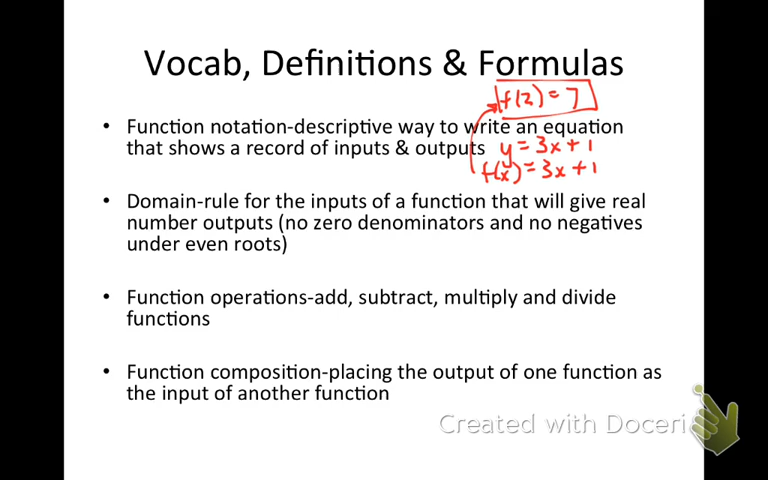 Vocab, Definitions & Formulas
f(2) = 7
• Function notation-descriptive way to write an equation
that shows a record of inputs & outputs
y = 3x + 1
f(x) = 3x + 1
• Domain-rule for the inputs of a function that will give real
number outputs (no zero denominators and no negatives
under even roots)
• Function operations-add, subtract, multiply and divide
functions
• Function composition-placing the output of one function as
the input of another function
Created with Doceri